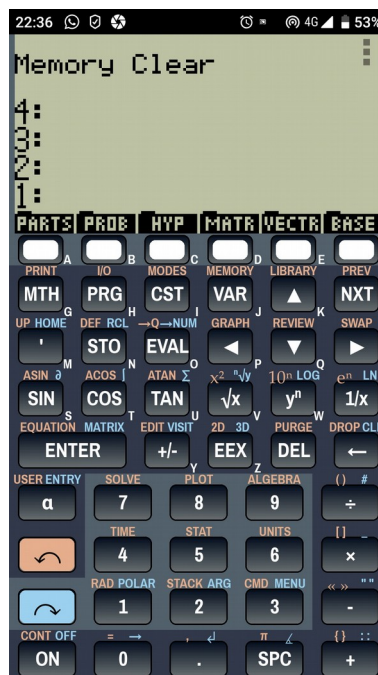 22:36 4G 53%
Memory Clear
4:
3:
2:
1:
PARTS PROB HYP MATR VECTR BASE
A B C D E
PRINT I/O MODES MEMORY LIBRARY PREV
MTH PRG CST VAR ▲ NXT
G H I J K
UP HOME DEF RCL →Q→NUM GRAPH REVIEW SWAP
' STO EVAL ◀ ▼ ▶
M N O P Q
ASIN ∂ ACOS ∫ ATAN Σ x² ⁿ√y 10ⁿ LOG eⁿ LN
SIN COS TAN √x yⁿ 1/x
S T U V W
EQUATION MATRIX EDIT VISIT 2D 3D PURGE DROP CL
ENTER +/- EEX DEL ←
Y Z
USER ENTRY SOLVE PLOT ALGEBRA () #
α 7 8 9 ÷
TIME STAT UNITS [] _
4 5 6 ×
RAD POLAR STACK ARG CMD MENU « » " "
1 2 3 -
CONT OFF = → , ↲ π ∡ {} ::
ON 0 . SPC +